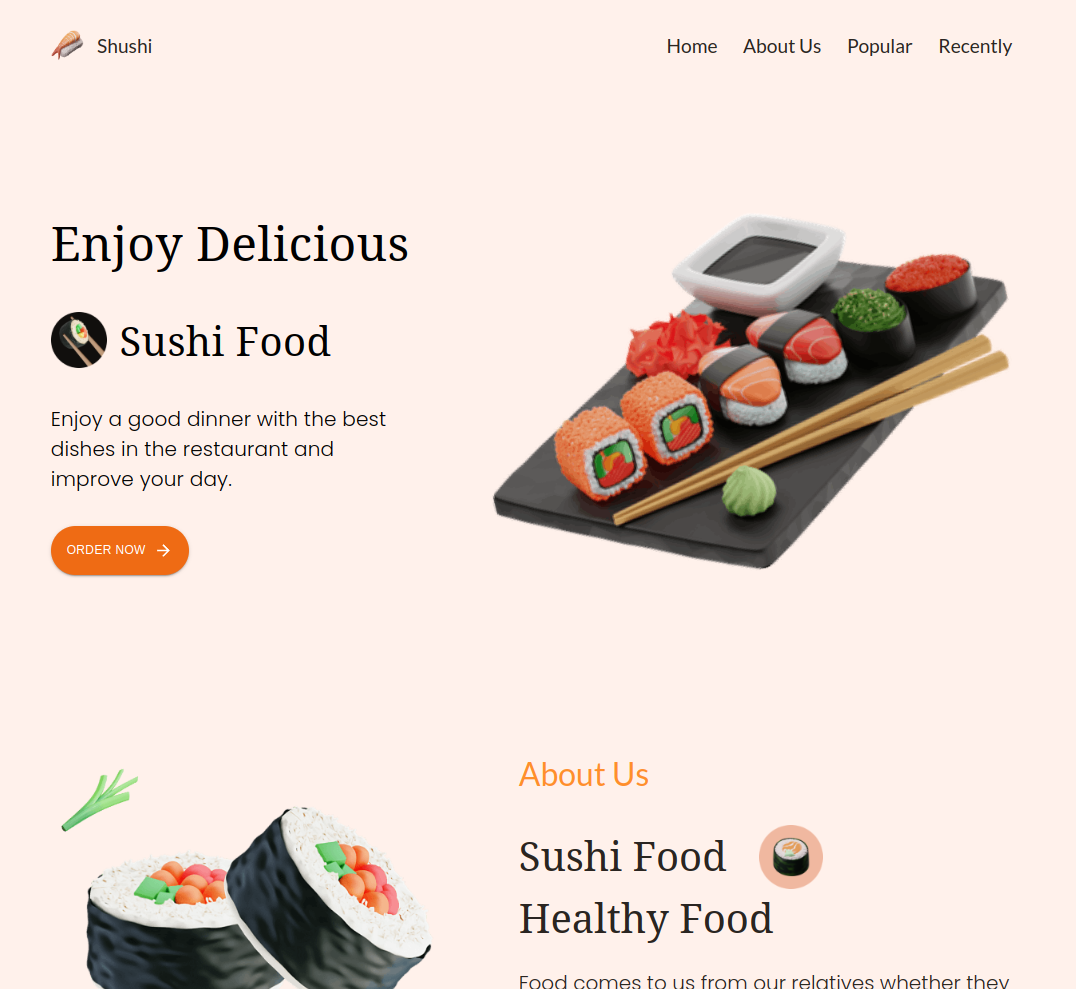 Shushi
Home About Us Popular Recently
Enjoy Delicious
Sushi Food
Enjoy a good dinner with the best
dishes in the restaurant and
improve your day.
ORDER NOW
About Us
Sushi Food
Healthy Food
Food comes to us from our relatives whether they